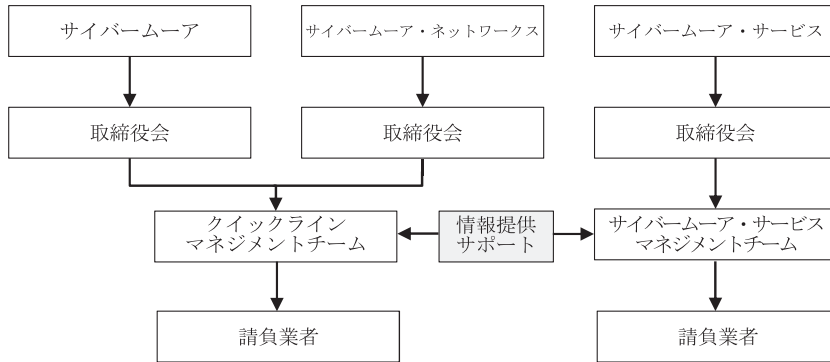 サイバームーア
サイバームーア・ネットワークス
サイバームーア・サービス
取締役会
取締役会
取締役会
クイックライン
マネジメントチーム
情報提供
サポート
サイバームーア・サービス
マネジメントチーム
請負業者
請負業者